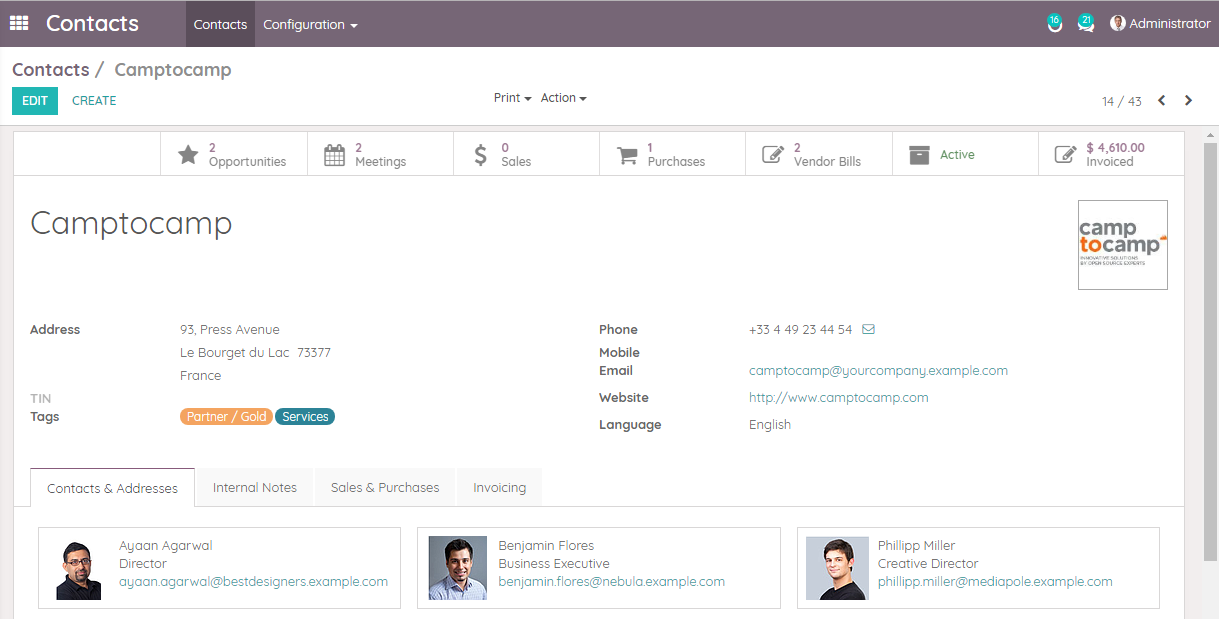 Contacts Contacts Configuration 16 21 Administrator
Contacts / Camptocamp
EDIT CREATE Print Action 14 / 43
2 Opportunities
2 Meetings
$ 0 Sales
1 Purchases
2 Vendor Bills
Active
$ 4,610.00 Invoiced
Camptocamp
camp
tocamp
INNOVATIVE SOLUTIONS
BY OPEN SOURCE EXPERTS
Address 93, Press Avenue
Le Bourget du Lac 73377
France
TIN
Tags Partner / Gold Services
Phone +33 4 49 23 44 54
Mobile
Email camptocamp@yourcompany.example.com
Website http://www.camptocamp.com
Language English
Contacts & Addresses Internal Notes Sales & Purchases Invoicing
Ayaan Agarwal
Director
ayaan.agarwal@bestdesigners.example.com
Benjamin Flores
Business Executive
benjamin.flores@nebula.example.com
Phillipp Miller
Creative Director
phillipp.miller@mediapole.example.com